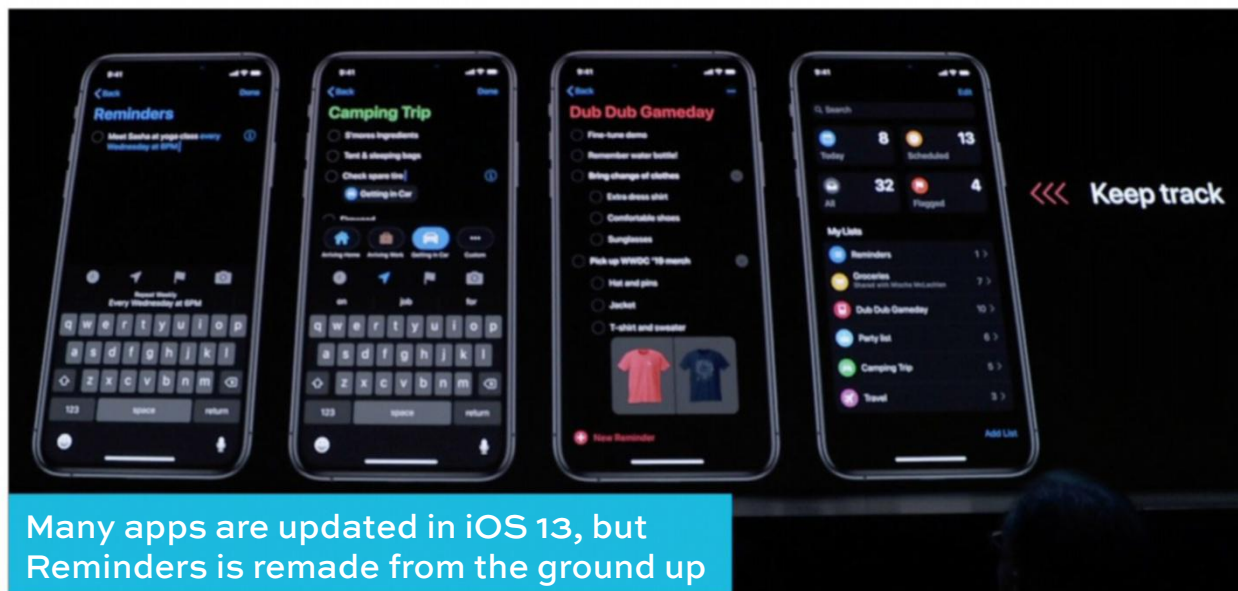 9:41
Back
Done
Reminders
Meet Sasha at yoga class every
Wednesday at 6PM
Repeat Weekly
Every Wednesday at 6PM
q w e r t y u i o p
a s d f g h j k l
z x c v b n m
123 space return
9:41
Back
Done
Camping Trip
S'mores Ingredients
Tent & sleeping bags
Check spare tire
Getting in Car
Firewood
Arriving Home
Arriving Work
Getting in Car
Custom
on job for
q w e r t y u i o p
a s d f g h j k l
z x c v b n m
123 space return
9:41
Back
Dub Dub Gameday
Fine-tune demo
Remember water bottle!
Bring change of clothes
Extra dress shirt
Comfortable shoes
Sunglasses
Pick up WWDC '19 merch
Hat and pins
Jacket
T-shirt and sweater
New Reminder
9:41
Edit
Search
8
Today
13
Scheduled
32
All
4
Flagged
My Lists
Reminders 1
Groceries 7
Shared with Mischa McLachlan
Dub Dub Gameday 10
Party list 6
Camping Trip 5
Travel 3
Add List
Keep track
Many apps are updated in iOS 13, but
Reminders is remade from the ground up